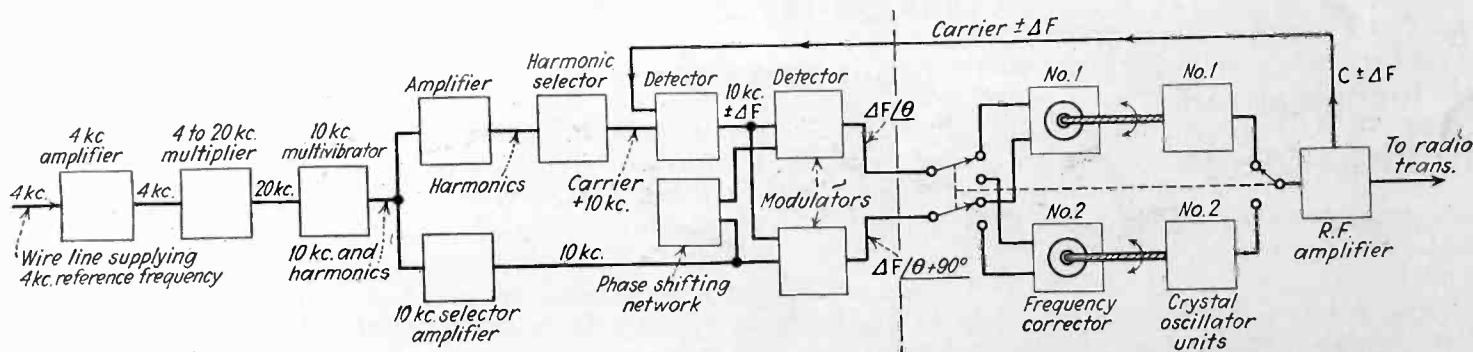 Carrier ± ΔF
Harmonic
selector
Amplifier
Detector
10 kc.
± ΔF
Detector
ΔF/θ
No. 1
No. 1
C ± ΔF
4 kc
amplifier
4 to 20 kc.
multiplier
10 kc.
multivibrator
To radio
trans.
4 kc.
4 kc.
20 kc.
Harmonics
Carrier
+10 kc.
Modulators
No. 2
No. 2
R.F.
amplifier
Wire line supplying
4 kc. reference frequency
10 kc. and
harmonics
10 kc.
ΔF/θ+90°
Phase shifting
network
10 kc. selector
amplifier
Frequency
corrector
Crystal
oscillator
units